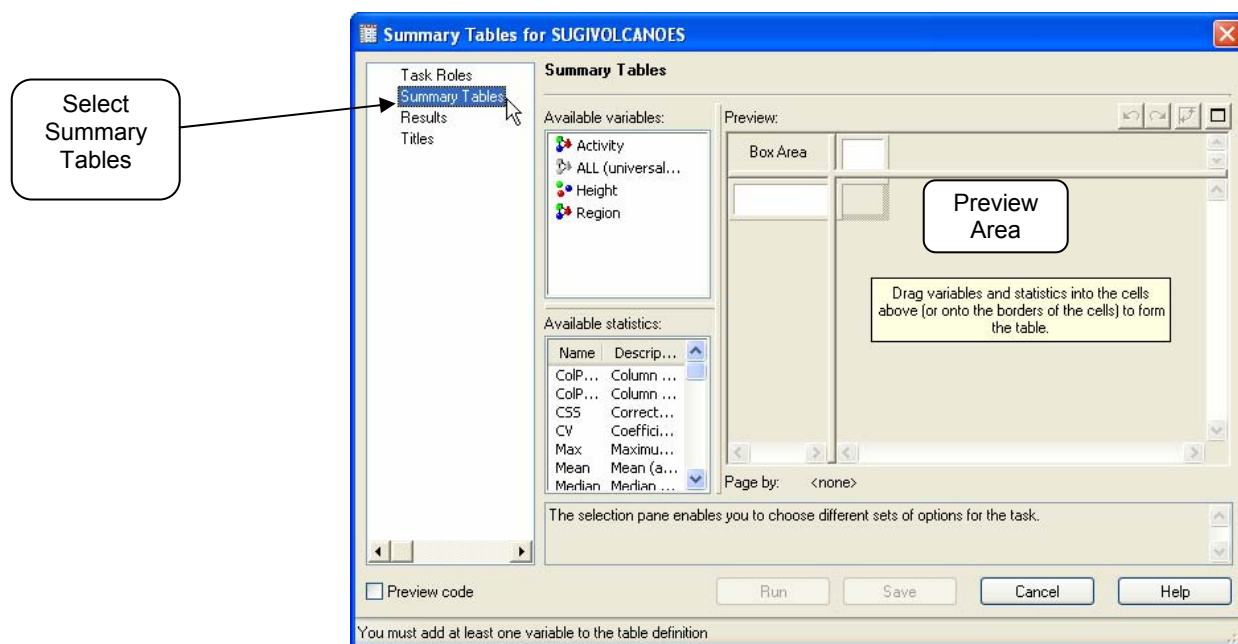 Summary Tables for SUGIVOLCANOES
Select
Summary
Tables
Task Roles
Summary Tables
Results
Titles
Summary Tables
Available variables:
Activity
ALL (universal...
Height
Region
Available statistics:
Name Descrip...
ColP... Column ...
ColP... Column ...
CSS Correct...
CV Coeffici...
Max Maximu...
Mean Mean (a...
Median Median ...
Preview:
Box Area
Preview
Area
Drag variables and statistics into the cells
above (or onto the borders of the cells) to form
the table.
Page by: <none>
The selection pane enables you to choose different sets of options for the task.
Preview code
Run Save Cancel Help
You must add at least one variable to the table definition